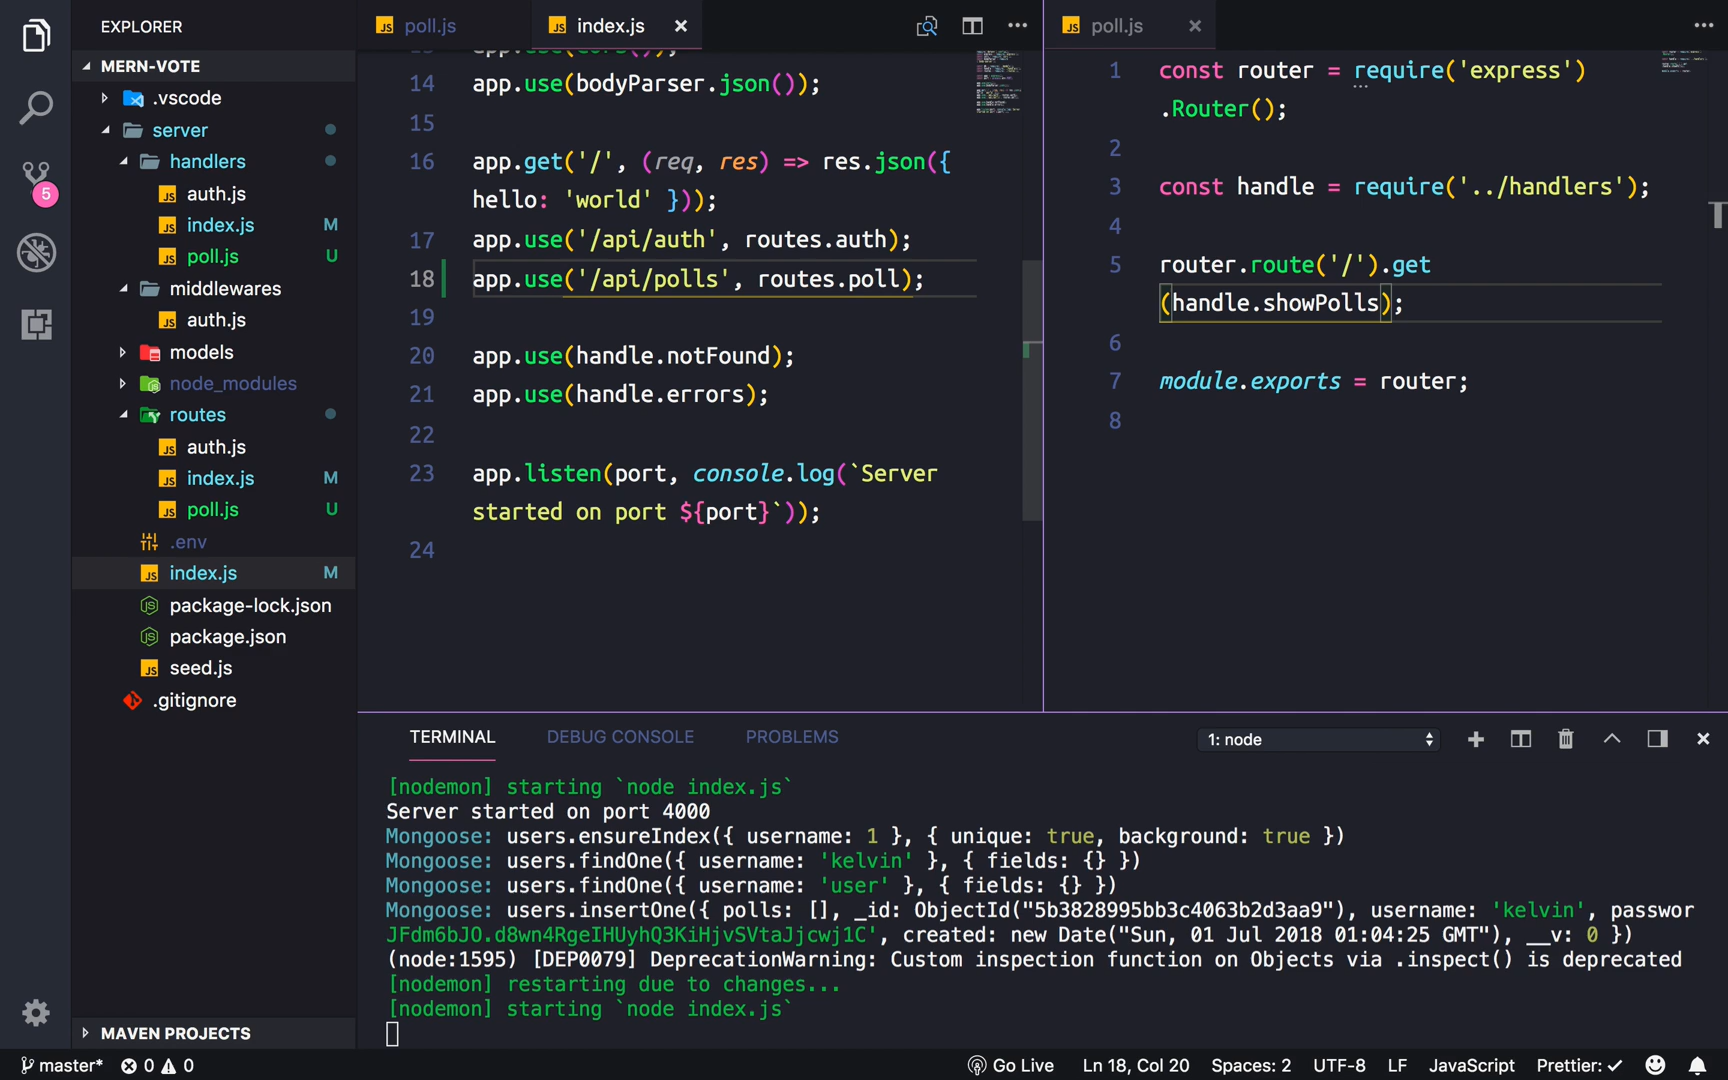 EXPLORER
MERN-VOTE
.vscode
server
handlers
auth.js
index.js M
poll.js U
middlewares
auth.js
models
node_modules
routes
auth.js
index.js M
poll.js U
.env
index.js M
package-lock.json
package.json
seed.js
.gitignore
MAVEN PROJECTS
5
poll.js
index.js
14 app.use(bodyParser.json());
15
16 app.get('/', (req, res) => res.json({
hello: 'world' }));
17 app.use('/api/auth', routes.auth);
18 app.use('/api/polls', routes.poll);
19
20 app.use(handle.notFound);
21 app.use(handle.errors);
22
23 app.listen(port, console.log(`Server
started on port ${port}`));
24
poll.js
1 const router = require('express')
.Router();
2
3 const handle = require('../handlers');
4
5 router.route('/').get
(handle.showPolls);
6
7 module.exports = router;
8
TERMINAL DEBUG CONSOLE PROBLEMS
1: node
[nodemon] starting `node index.js`
Server started on port 4000
Mongoose: users.ensureIndex({ username: 1 }, { unique: true, background: true })
Mongoose: users.findOne({ username: 'kelvin' }, { fields: {} })
Mongoose: users.findOne({ username: 'user' }, { fields: {} })
Mongoose: users.insertOne({ polls: [], _id: ObjectId("5b3828995bb3c4063b2d3aa9"), username: 'kelvin', passwor
JFdm6bJO.d8wn4RgeIHUyhQ3KiHjvSVtaJjcwj1C', created: new Date("Sun, 01 Jul 2018 01:04:25 GMT"), __v: 0 })
(node:1595) [DEP0079] DeprecationWarning: Custom inspection function on Objects via .inspect() is deprecated
[nodemon] restarting due to changes...
[nodemon] starting `node index.js`
master* 0 0 Go Live Ln 18, Col 20 Spaces: 2 UTF-8 LF JavaScript Prettier: ✓